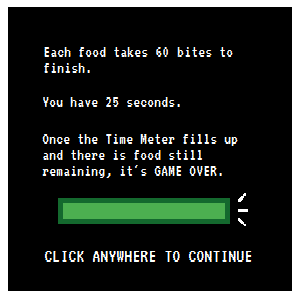 Each food takes 60 bites to
finish.
You have 25 seconds.
Once the Time Meter fills up
and there is food still
remaining, it's GAME OVER.
CLICK ANYWHERE TO CONTINUE